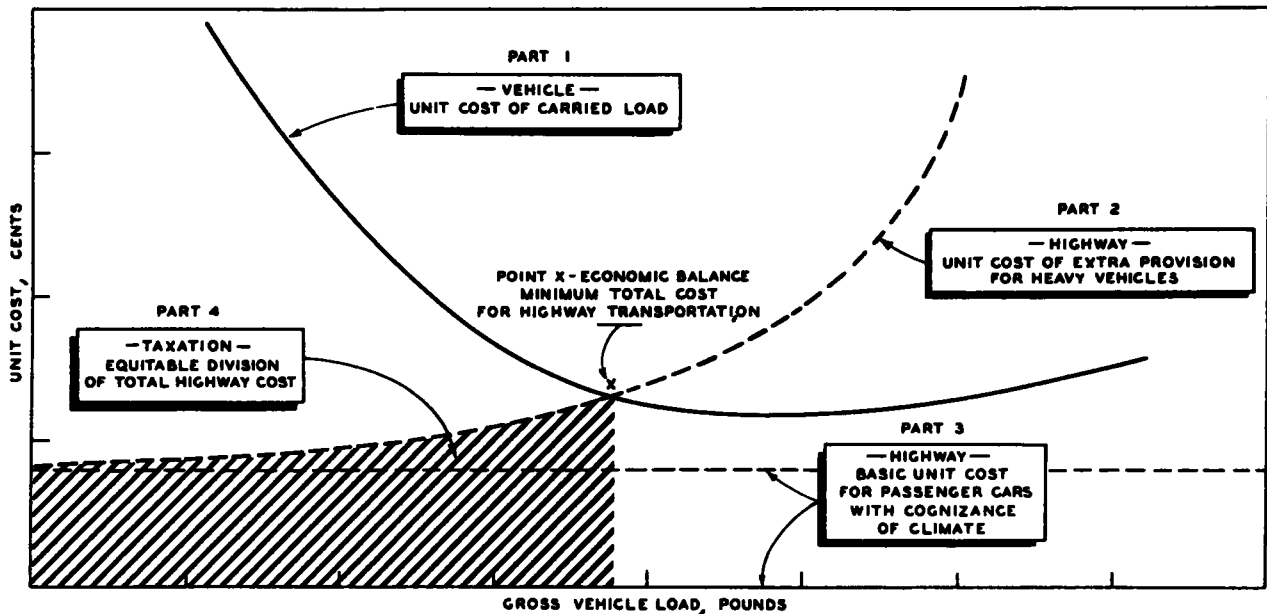 PART 1
— VEHICLE —
UNIT COST OF CARRIED LOAD
PART 2
— HIGHWAY —
UNIT COST OF EXTRA PROVISION
FOR HEAVY VEHICLES
POINT X - ECONOMIC BALANCE
MINIMUM TOTAL COST
FOR HIGHWAY TRANSPORTATION
X
PART 4
— TAXATION —
EQUITABLE DIVISION
OF TOTAL HIGHWAY COST
PART 3
— HIGHWAY —
BASIC UNIT COST
FOR PASSENGER CARS
WITH COGNIZANCE
OF CLIMATE
UNIT COST, CENTS
GROSS VEHICLE LOAD, POUNDS